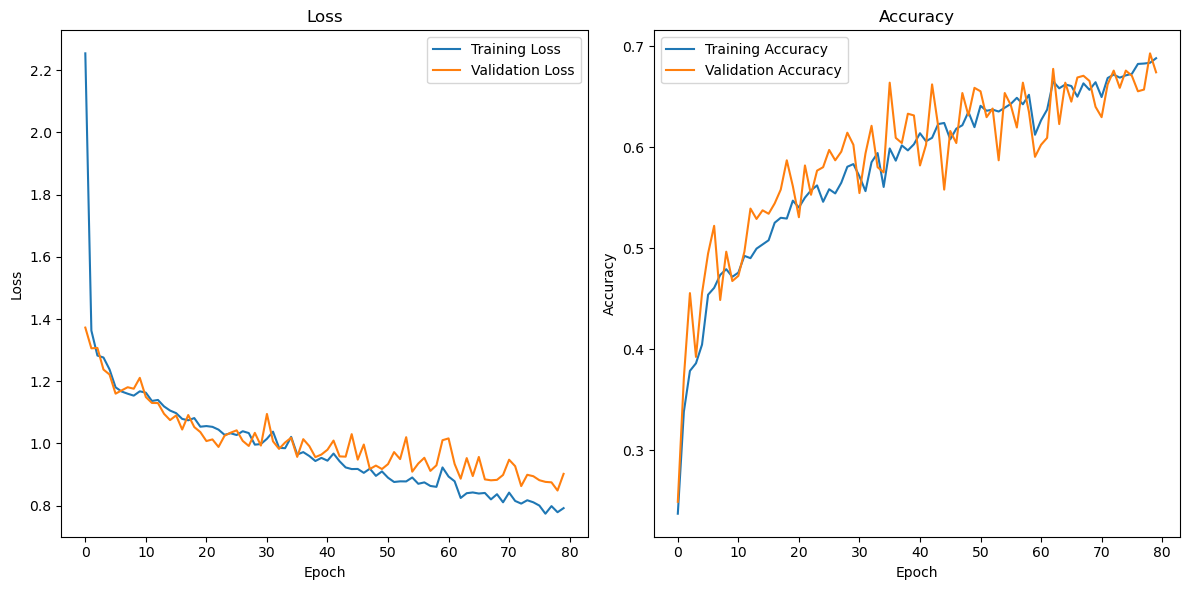 Loss
Training Loss
Validation Loss
2.2
2.0
1.8
1.6
1.4
1.2
1.0
0.8
Loss
0 10 20 30 40 50 60 70 80
Epoch
Accuracy
Training Accuracy
Validation Accuracy
0.7
0.6
0.5
0.4
0.3
Accuracy
0 10 20 30 40 50 60 70 80
Epoch